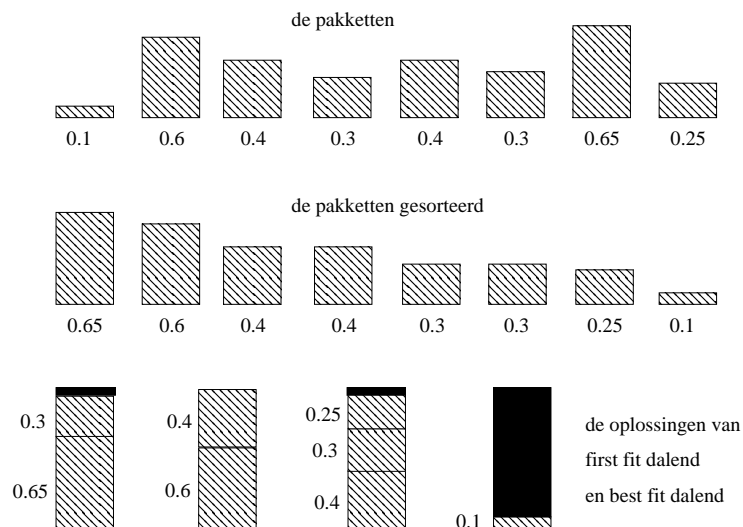 de pakketten
0.1 0.6 0.4 0.3 0.4 0.3 0.65 0.25
de pakketten gesorteerd
0.65 0.6 0.4 0.4 0.3 0.3 0.25 0.1
0.3
0.65
0.4
0.6
0.25
0.3
0.4
0.1
de oplossingen van
first fit dalend
en best fit dalend